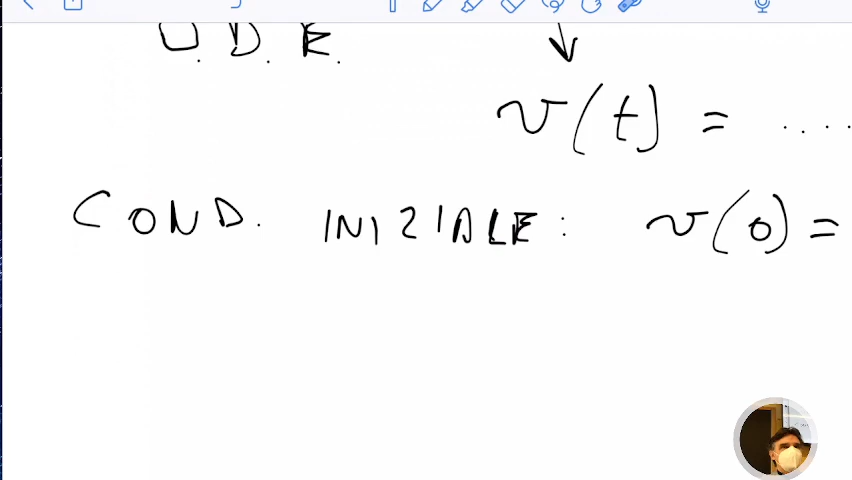 O.D.E.
v(t) = ....
COND. INIZIALE: v(0) =